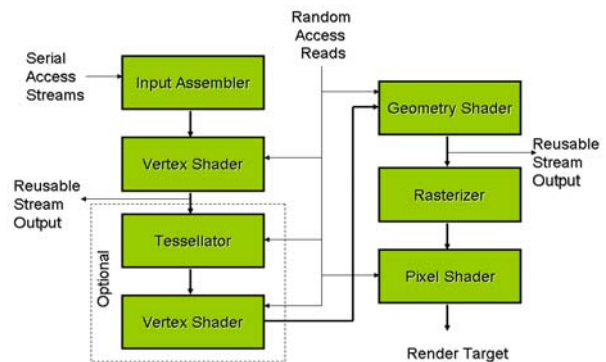 Serial
Access
Streams
Input Assembler
Vertex Shader
Reusable
Stream
Output
Optional
Tessellator
Vertex Shader
Random
Access
Reads
Geometry Shader
Reusable
Stream
Output
Rasterizer
Pixel Shader
Render Target